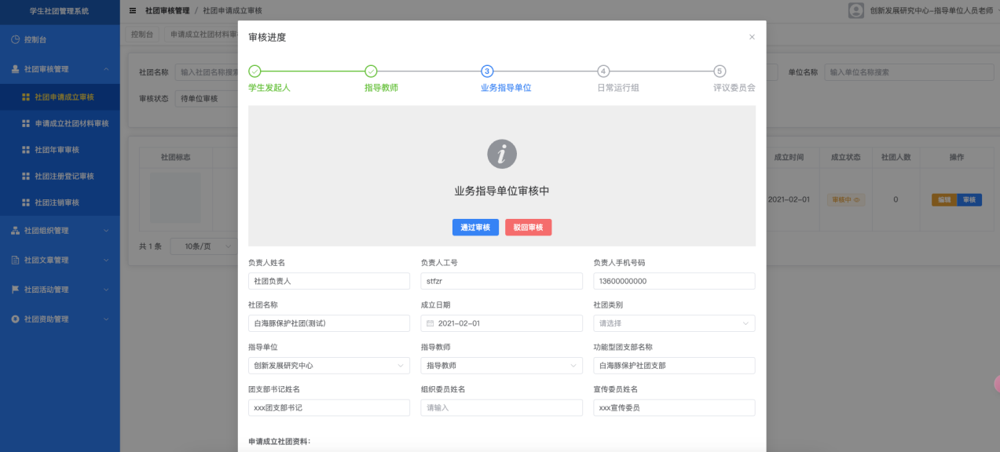 学生社团管理系统
社团审核管理 / 社团申请成立审核
创新发展研究中心-指导单位人员老师
控制台
社团审核管理
社团申请成立审核
申请成立社团材料审核
社团年审审核
社团注册登记审核
社团注销审核
社团组织管理
社团文章管理
社团活动管理
社团资助管理
控制台
申请成立社团材料审
社团名称
输入社团名称搜索
单位名称
输入单位名称搜索
审核状态
待单位审核
社团标志
成立时间
成立状态
社团人数
操作
2021-02-01
审核中
0
编辑
审核
共 1 条
10条/页
审核进度
3
4
5
学生发起人
指导教师
业务指导单位
日常运行组
评议委员会
业务指导单位审核中
通过审核
驳回审核
负责人姓名
负责人工号
负责人手机号码
社团负责人
stfzr
13600000000
社团名称
成立日期
社团类别
白海豚保护社团(测试)
2021-02-01
请选择
指导单位
指导教师
功能型团支部名称
创新发展研究中心
指导教师
白海豚保护社团支部
团支部书记姓名
组织委员姓名
宣传委员姓名
xxx团支部书记
请输入
xxx宣传委员
申请成立社团资料：